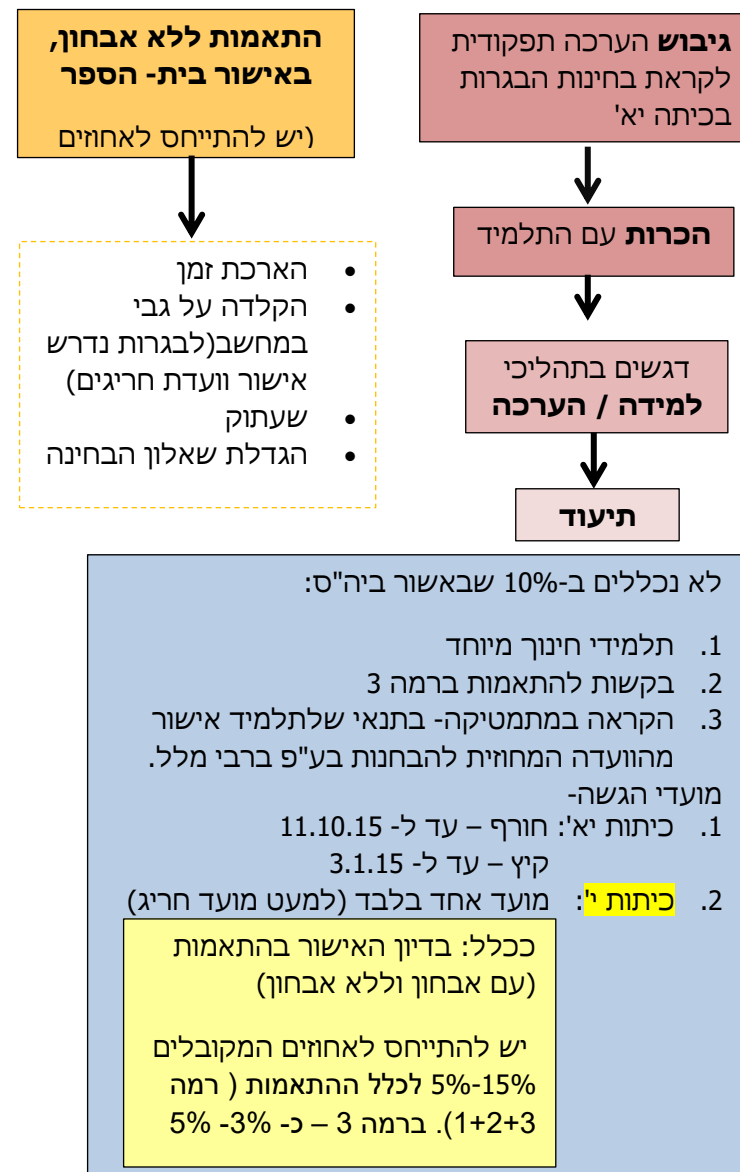 גיבוש הערכה תפקודית
לקראת בחינות הבגרות
בכיתה יא'
הכרות עם התלמיד
דגשים בתהליכי
למידה / הערכה
תיעוד
התאמות ללא אבחון,
באישור בית- הספר
(יש להתייחס לאחוזים
• הארכת זמן
• הקלדה על גבי
במחשב(לבגרות נדרש
אישור וועדת חריגים)
• שעתוק
• הגדלת שאלון הבחינה
לא נכללים ב-10% שבאשור ביה"ס:
1. תלמידי חינוך מיוחד
2. בקשות להתאמות ברמה 3
3. הקראה במתמטיקה- בתנאי שלתלמיד אישור
מהוועדה המחוזית להבחנות בע"פ ברבי מלל.
מועדי הגשה-
1. כיתות יא': חורף – עד ל- 11.10.15
קיץ – עד ל- 3.1.15
2. כיתות י': מועד אחד בלבד (למעט מועד חריג)
ככלל: בדיון האישור בהתאמות
(עם אבחון וללא אבחון)
יש להתייחס לאחוזים המקובלים
5%-15% לכלל ההתאמות ( רמה
1+2+3). ברמה 3 – כ- 3%- 5%